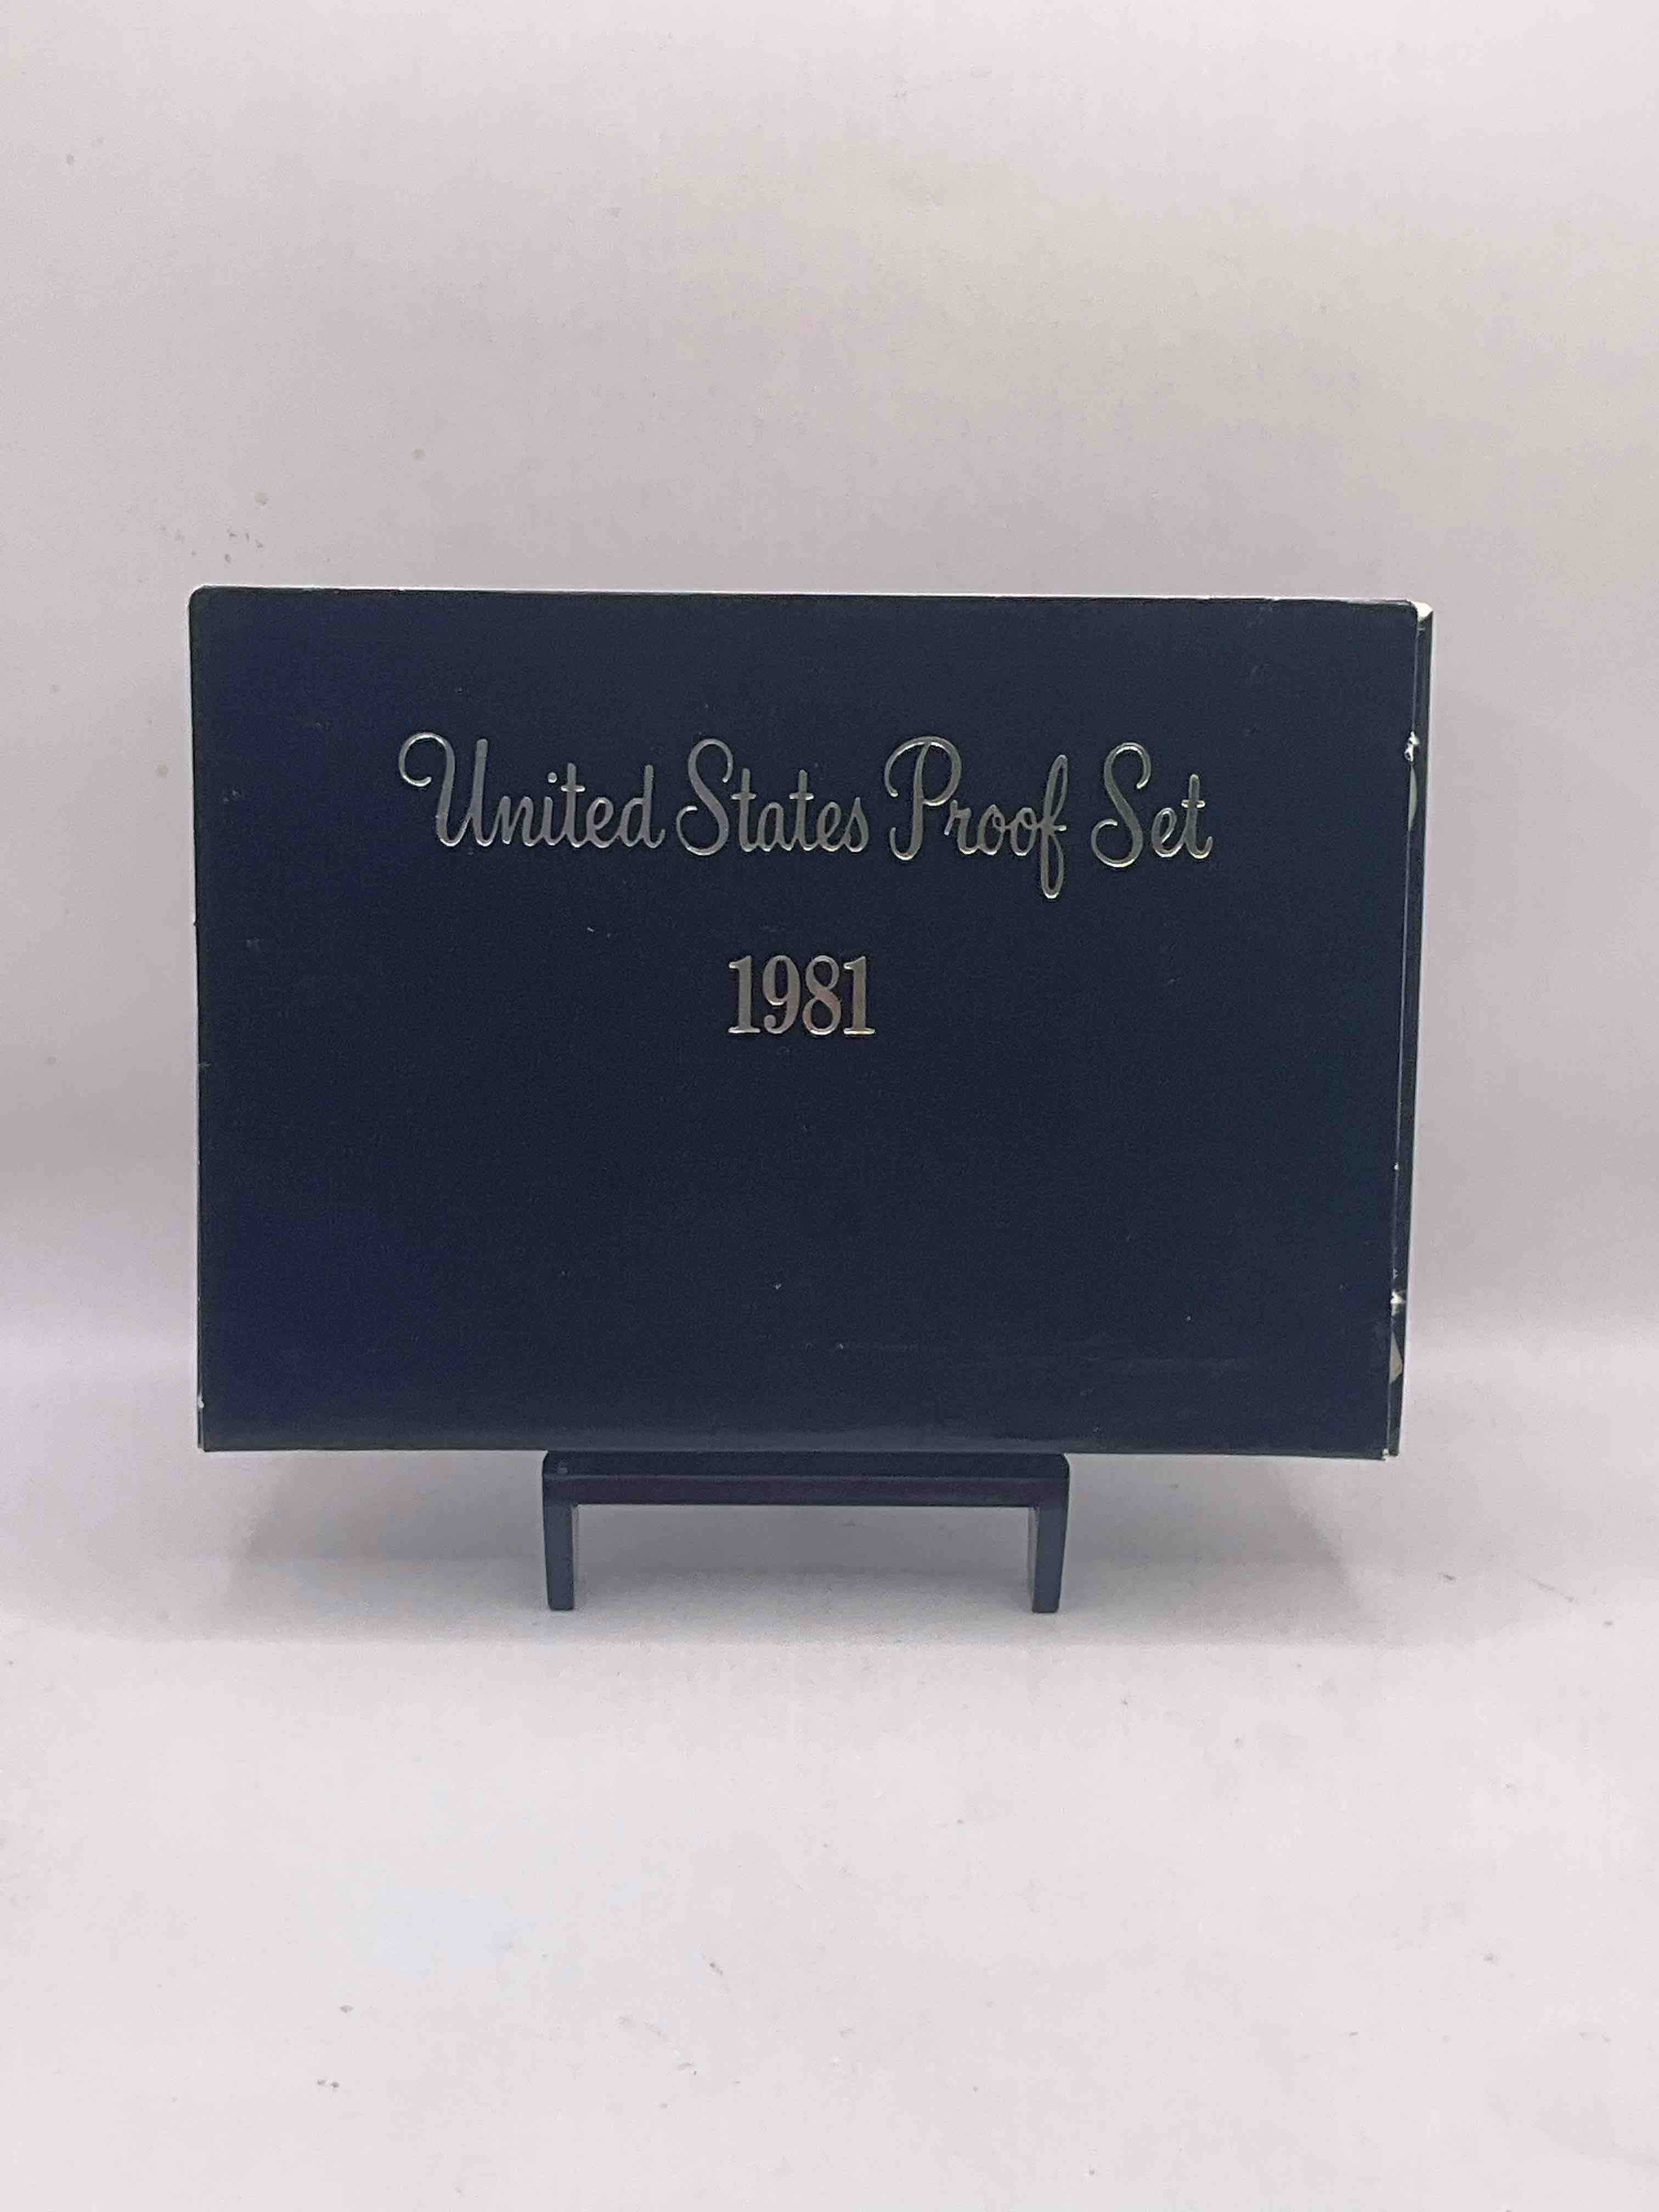 United States Proof Set
1981